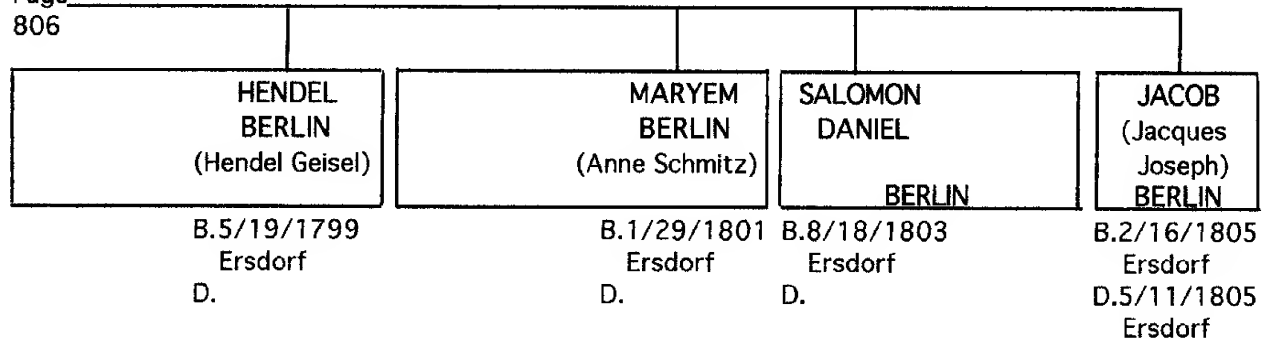 Page
806
HENDEL
BERLIN
(Hendel Geisel)
B.5/19/1799
Ersdorf
D.
MARYEM
BERLIN
(Anne Schmitz)
B.1/29/1801
Ersdorf
D.
SALOMON
DANIEL
BERLIN
B.8/18/1803
Ersdorf
D.
JACOB
(Jacques
Joseph)
BERLIN
B.2/16/1805
Ersdorf
D.5/11/1805
Ersdorf